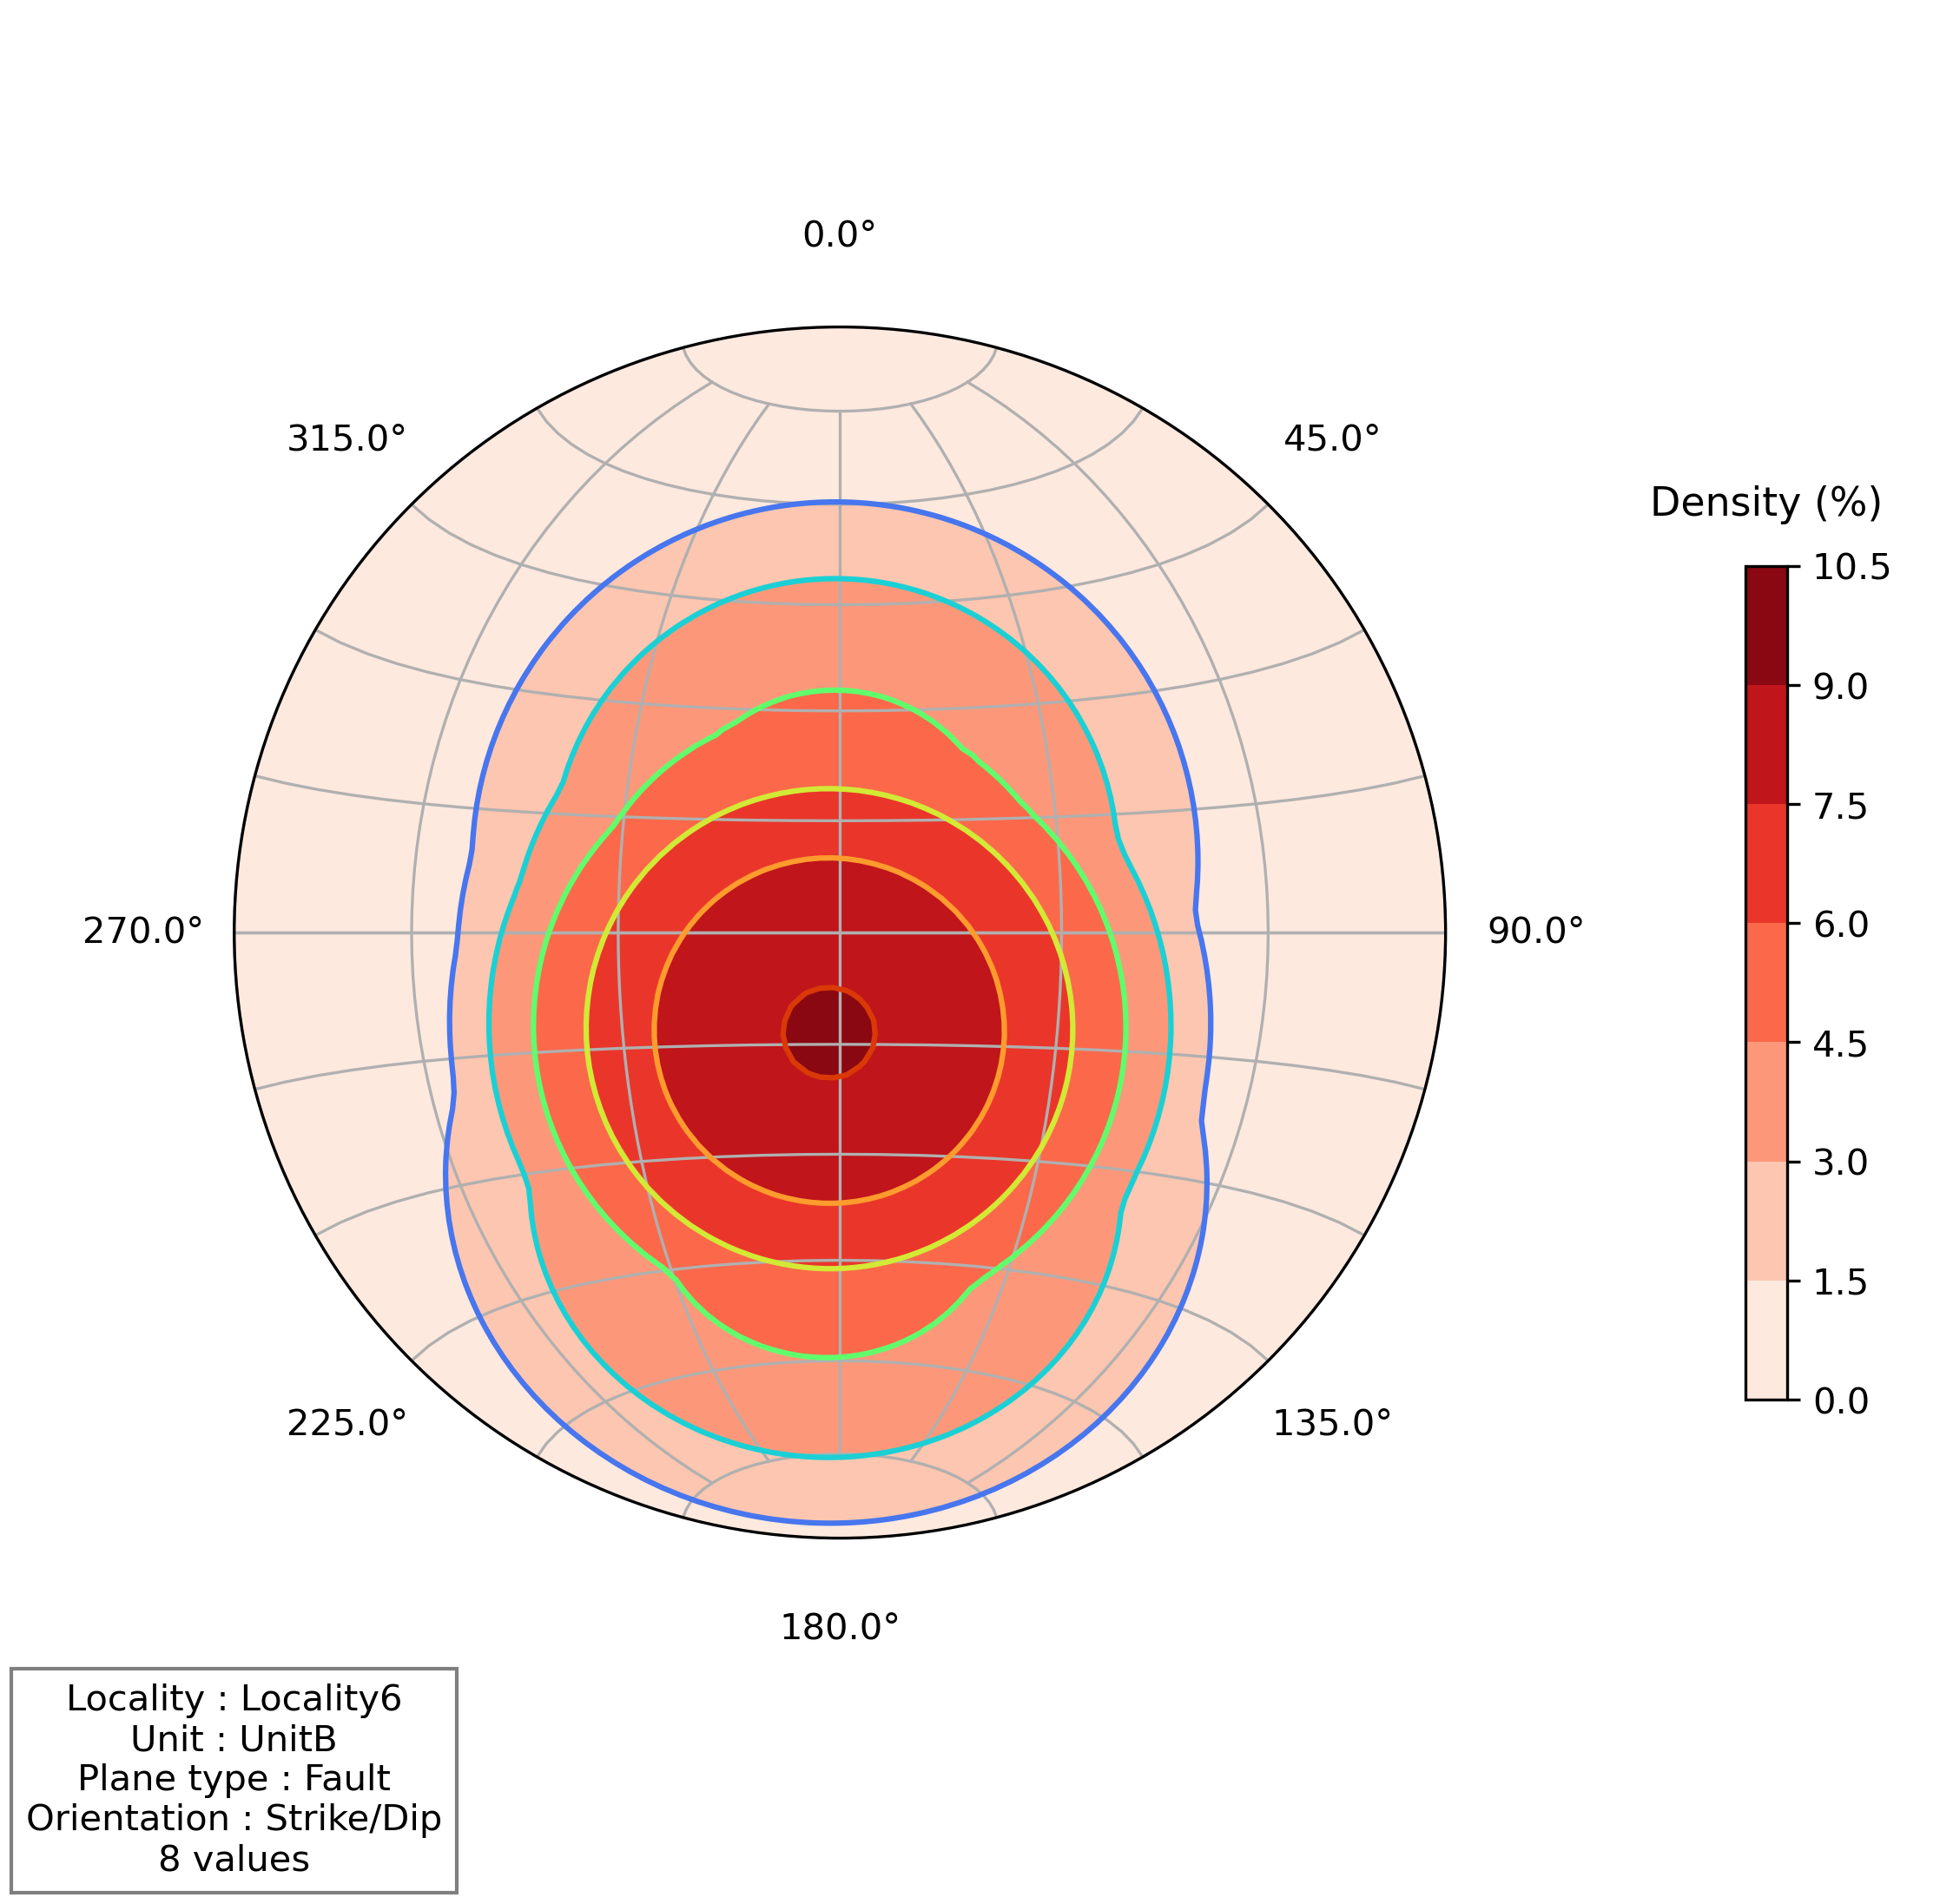 0.0°
315.0°
45.0°
Density (%)
10.5
9.0
7.5
270.0°
90.0°
6.0
4.5
3.0
1.5
0.0
225.0°
135.0°
180.0°
Locality : Locality6
Unit : UnitB
Plane type : Fault
Orientation : Strike/Dip
8 values